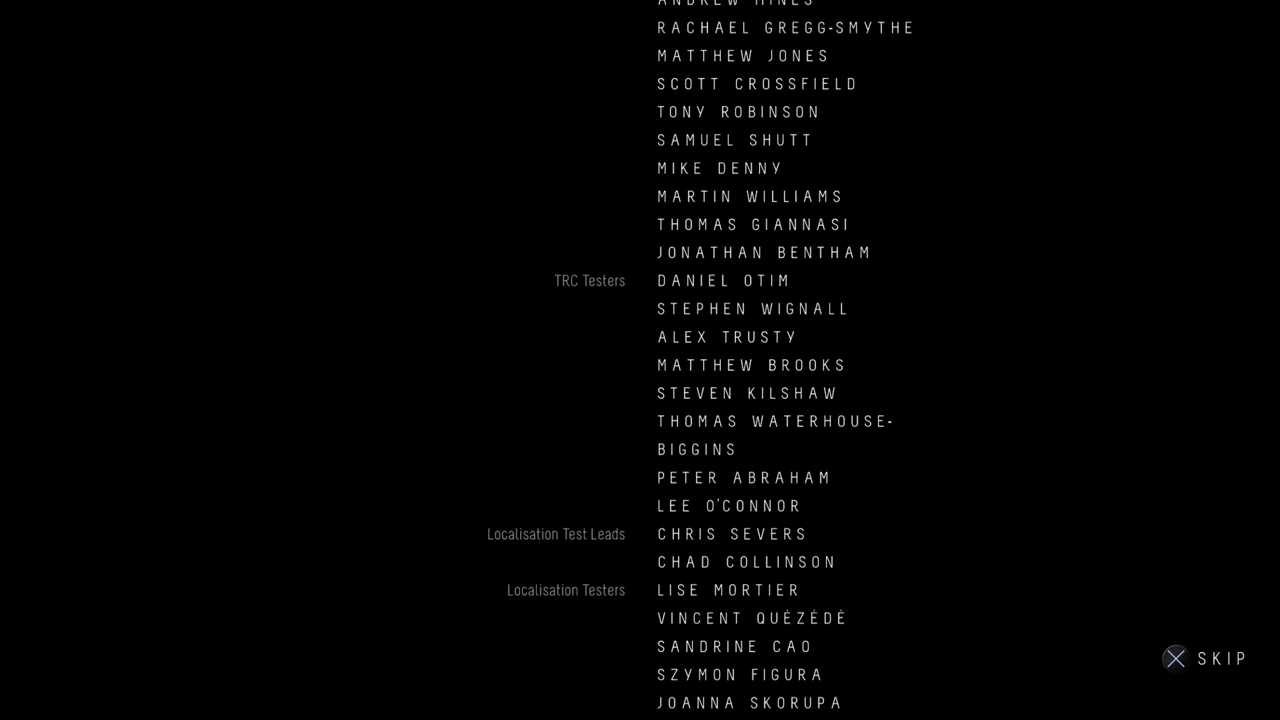 ANDREW HINES
RACHAEL GREGG-SMYTHE
MATTHEW JONES
SCOTT CROSSFIELD
TONY ROBINSON
SAMUEL SHUTT
MIKE DENNY
MARTIN WILLIAMS
THOMAS GIANNASI
JONATHAN BENTHAM
TRC Testers DANIEL OTIM
STEPHEN WIGNALL
ALEX TRUSTY
MATTHEW BROOKS
STEVEN KILSHAW
THOMAS WATERHOUSE-
BIGGINS
PETER ABRAHAM
LEE O'CONNOR
Localisation Test Leads CHRIS SEVERS
CHAD COLLINSON
Localisation Testers LISE MORTIER
VINCENT QUÉZÉDÉ
SANDRINE CAO
SZYMON FIGURA
SKIP
JOANNA SKORUPA